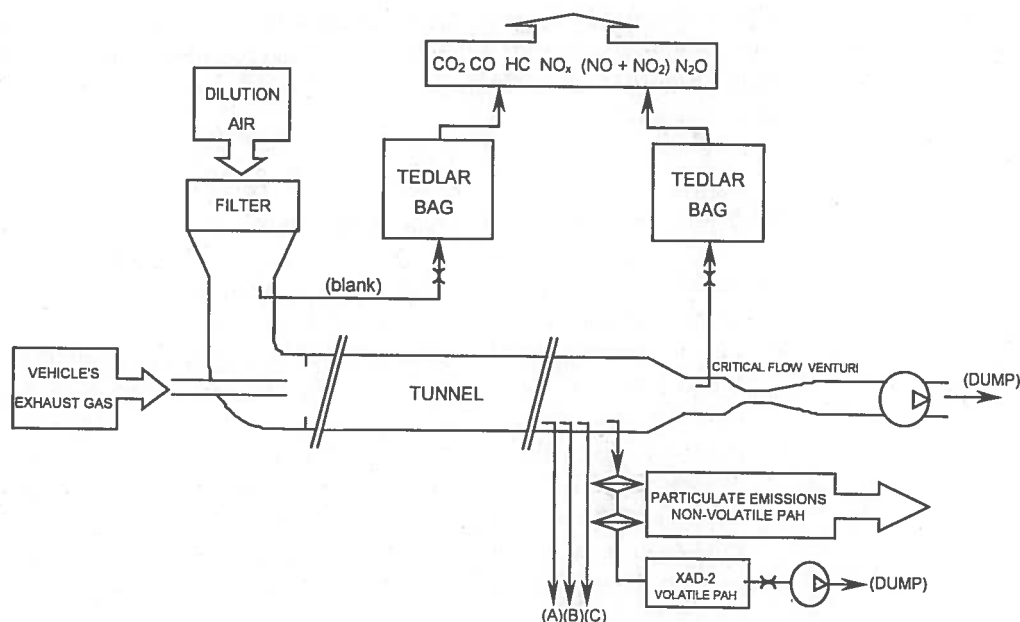 CO₂ CO HC NOₓ (NO + NO₂) N₂O
DILUTION
AIR
TEDLAR
BAG
TEDLAR
BAG
FILTER
(blank)
VEHICLE'S
EXHAUST GAS
TUNNEL
CRITICAL FLOW VENTURI
(DUMP)
PARTICULATE EMISSIONS
NON-VOLATILE PAH
XAD-2
VOLATILE PAH
(DUMP)
(A)(B)(C)